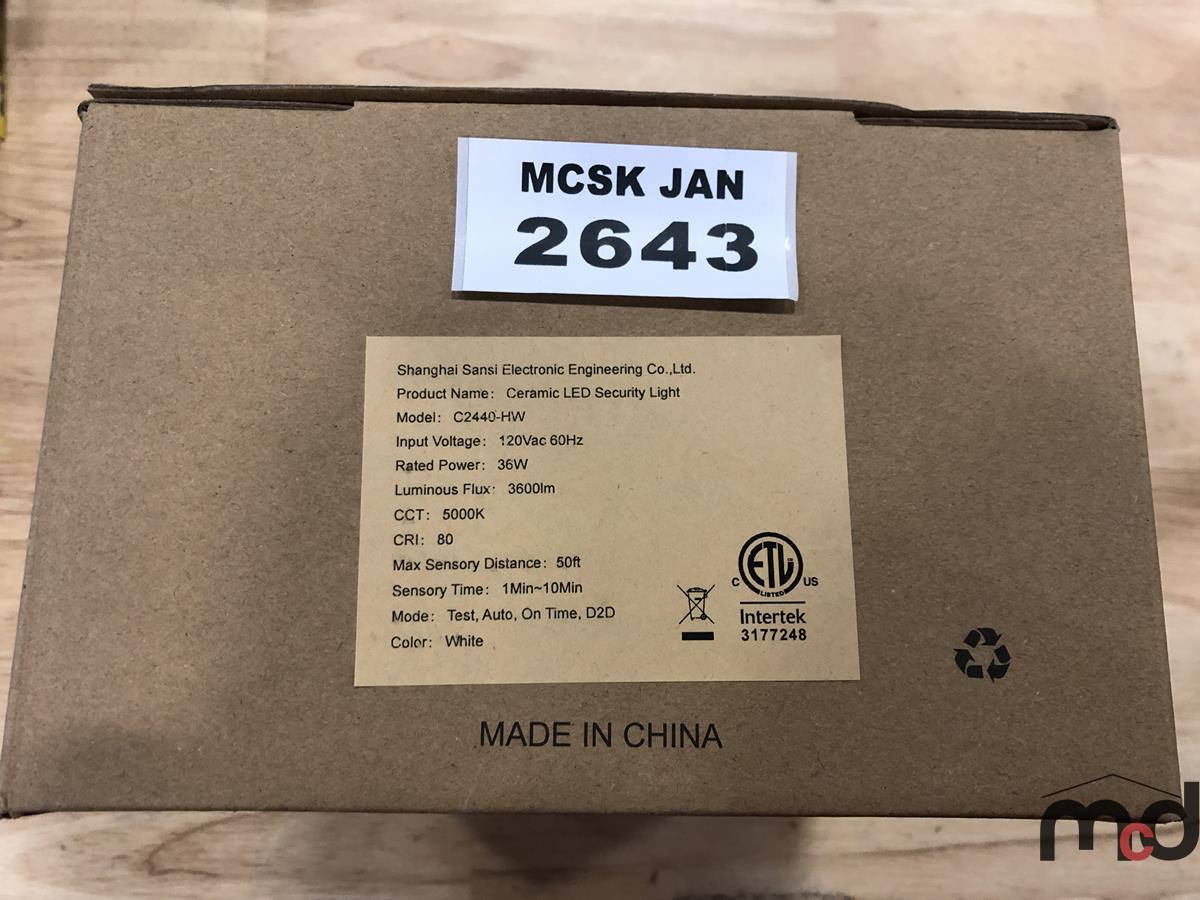 MCSK JAN
2643
Shanghai Sansi Electronic Engineering Co.,Ltd.
Product Name: Ceramic LED Security Light
Model: C2440-HW
Input Voltage: 120Vac 60Hz
Rated Power: 36W
Luminous Flux: 3600lm
CCT: 5000K
CRI: 80
Max Sensory Distance: 50ft
Sensory Time: 1Min~10Min
Mode: Test, Auto, On Time, D2D
Color: White
C ETL US
LISTED
Intertek
3177248
MADE IN CHINA
mcd